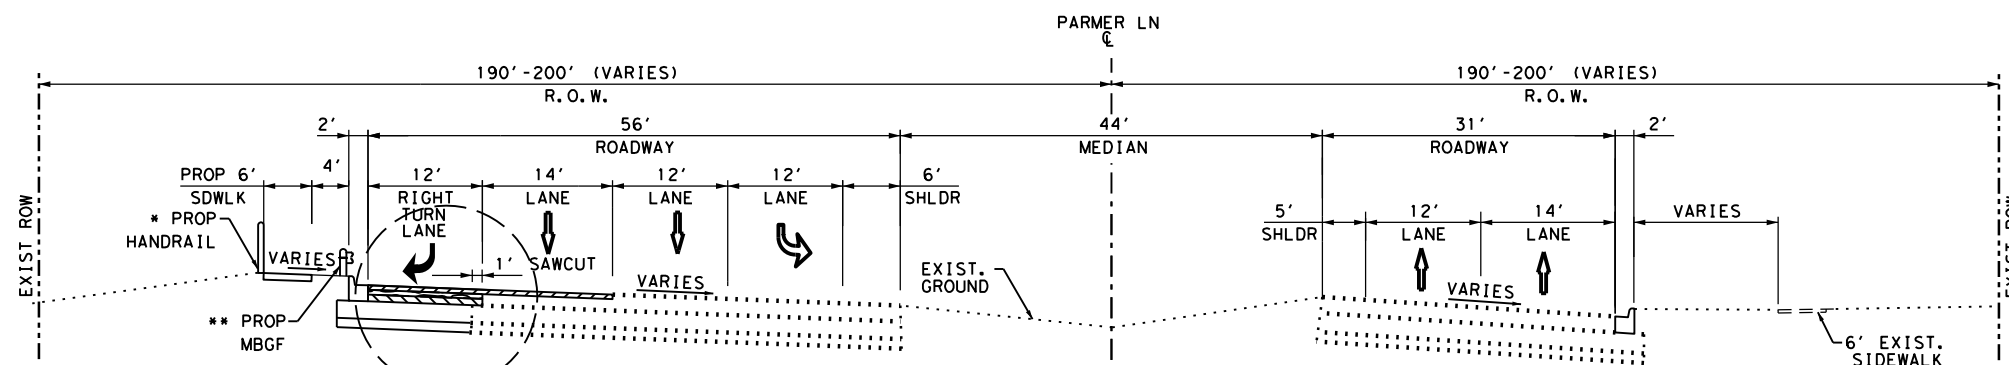 PARMER LN
℄
190'-200' (VARIES)
R.O.W.
190'-200' (VARIES)
R.O.W.
2'
56'
ROADWAY
44'
MEDIAN
31'
ROADWAY
2'
PROP 6'
SDWLK
4'
12'
RIGHT
TURN
LANE
14'
LANE
12'
LANE
12'
LANE
6'
SHLDR
5'
SHLDR
12'
LANE
14'
LANE
VARIES
* PROP
HANDRAIL
VARIES
1'
SAWCUT
VARIES
EXIST.
GROUND
VARIES
** PROP
MBGF
6' EXIST.
SIDEWALK
EXIST ROW
EXIST ROW